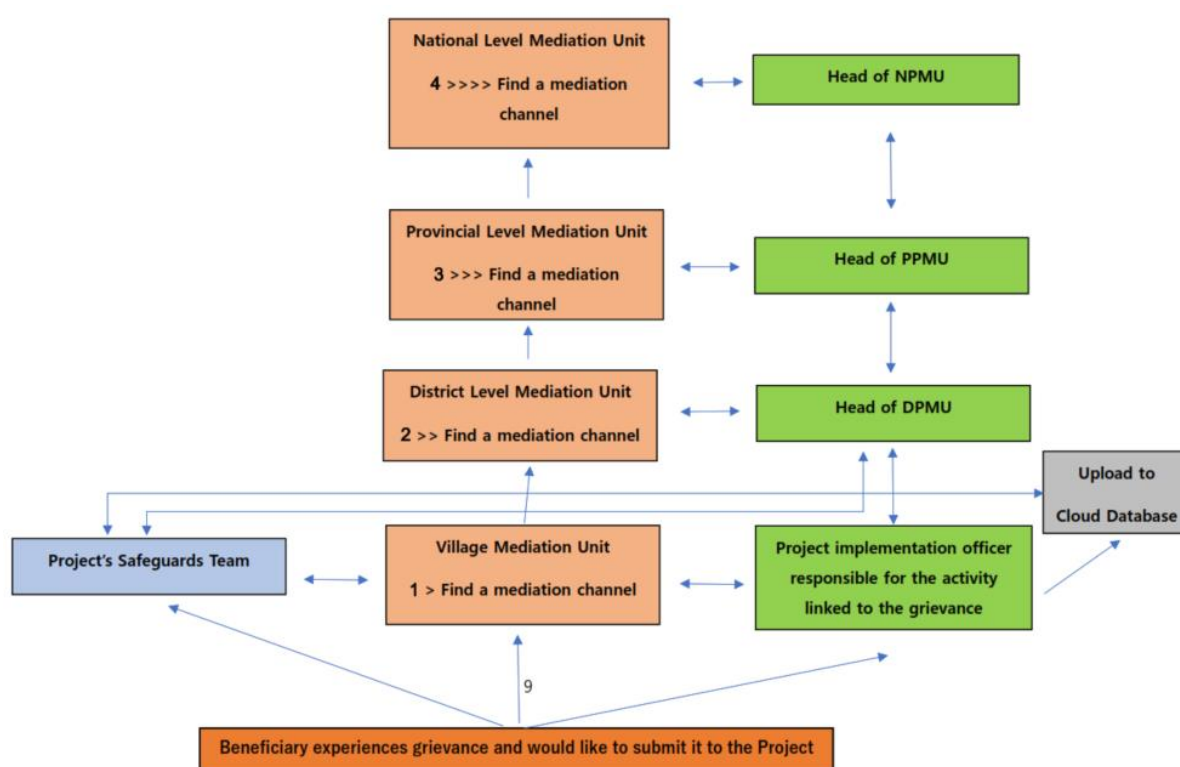 National Level Mediation Unit
4 >>>> Find a mediation
channel
Head of NPMU
Provincial Level Mediation Unit
3 >>> Find a mediation
channel
Head of PPMU
District Level Mediation Unit
2 >> Find a mediation channel
Head of DPMU
Upload to
Cloud Database
Project's Safeguards Team
Village Mediation Unit
1 > Find a mediation channel
Project implementation officer
responsible for the activity
linked to the grievance
9
Beneficiary experiences grievance and would like to submit it to the Project